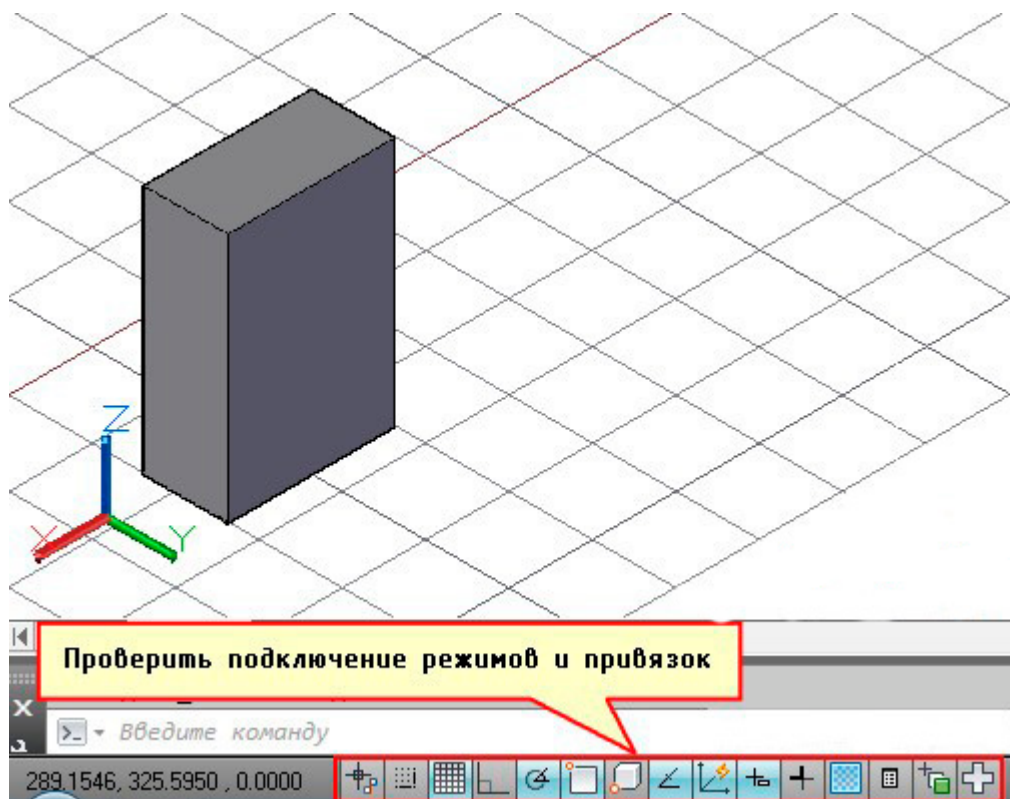 Z
X
Y
Проверить подключение режимов и привязок
Введите команду
289.1546, 325.5950 , 0.0000